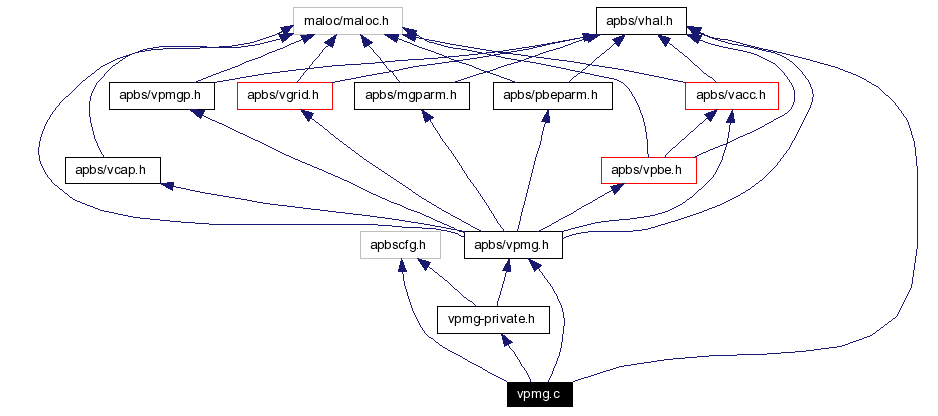 maloc/maloc.h
apbs/vhal.h
apbs/vpmgp.h
apbs/vgrid.h
apbs/mgparm.h
apbs/pbeparm.h
apbs/vacc.h
apbs/vcap.h
apbs/vpbe.h
apbscfg.h
apbs/vpmg.h
vpmg-private.h
vpmg.c